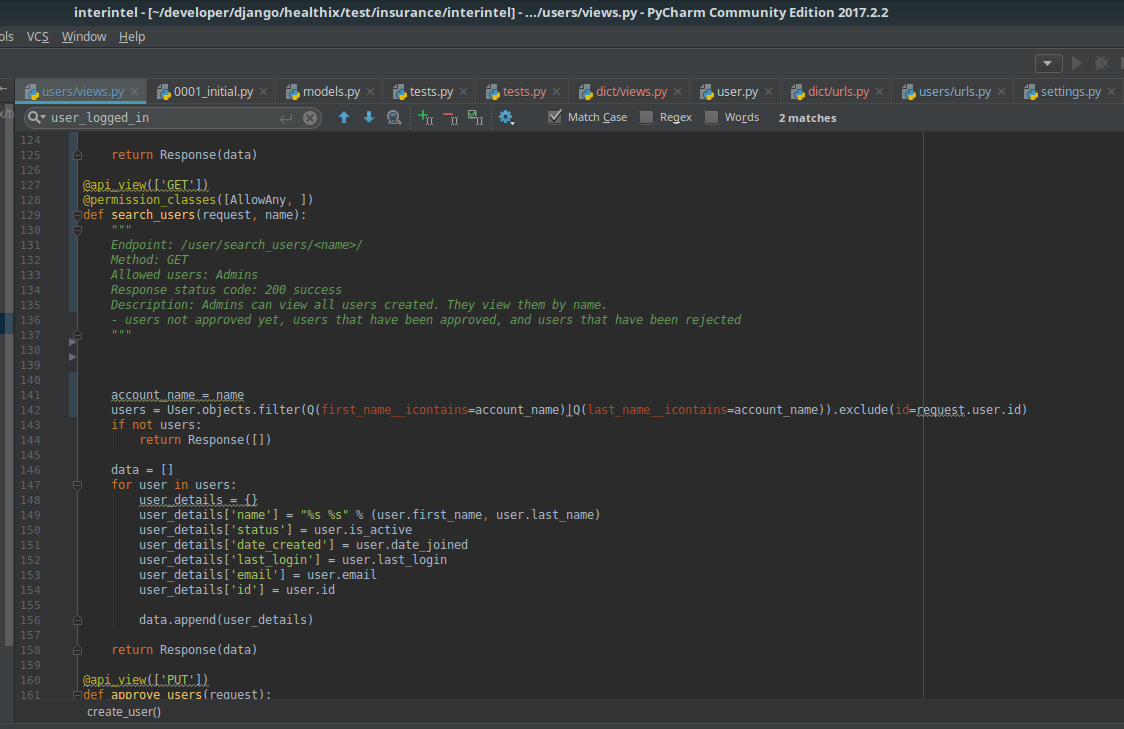 interintel - [~/developer/django/healthix/test/insurance/interintel] - .../users/views.py - PyCharm Community Edition 2017.2.2
ols VCS Window Help
users/views.py 0001_initial.py models.py tests.py tests.py dict/views.py user.py dict/urls.py users/urls.py settings.py
user_logged_in Match Case Regex Words 2 matches
124
125 return Response(data)
126
127 @api_view(['GET'])
128 @permission_classes([AllowAny, ])
129 def search_users(request, name):
130 """
131 Endpoint: /user/search_users/<name>/
132 Method: GET
133 Allowed users: Admins
134 Response status code: 200 success
135 Description: Admins can view all users created. They view them by name.
136 - users not approved yet, users that have been approved, and users that have been rejected
137 """
138
139
140
141 account_name = name
142 users = User.objects.filter(Q(first_name__icontains=account_name)|Q(last_name__icontains=account_name)).exclude(id=request.user.id)
143 if not users:
144 return Response([])
145
146 data = []
147 for user in users:
148 user_details = {}
149 user_details['name'] = "%s %s" % (user.first_name, user.last_name)
150 user_details['status'] = user.is_active
151 user_details['date_created'] = user.date_joined
152 user_details['last_login'] = user.last_login
153 user_details['email'] = user.email
154 user_details['id'] = user.id
155
156 data.append(user_details)
157
158 return Response(data)
159
160 @api_view(['PUT'])
161 def approve_users(request):
create_user()